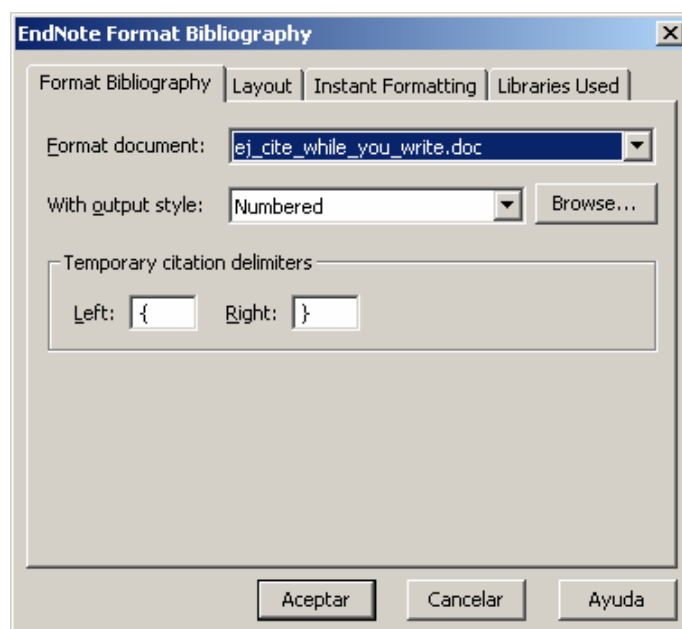 EndNote Format Bibliography
Format Bibliography Layout Instant Formatting Libraries Used
Format document: ej_cite_while_you_write.doc
With output style: Numbered Browse...
Temporary citation delimiters
Left: { Right: }
Aceptar Cancelar Ayuda